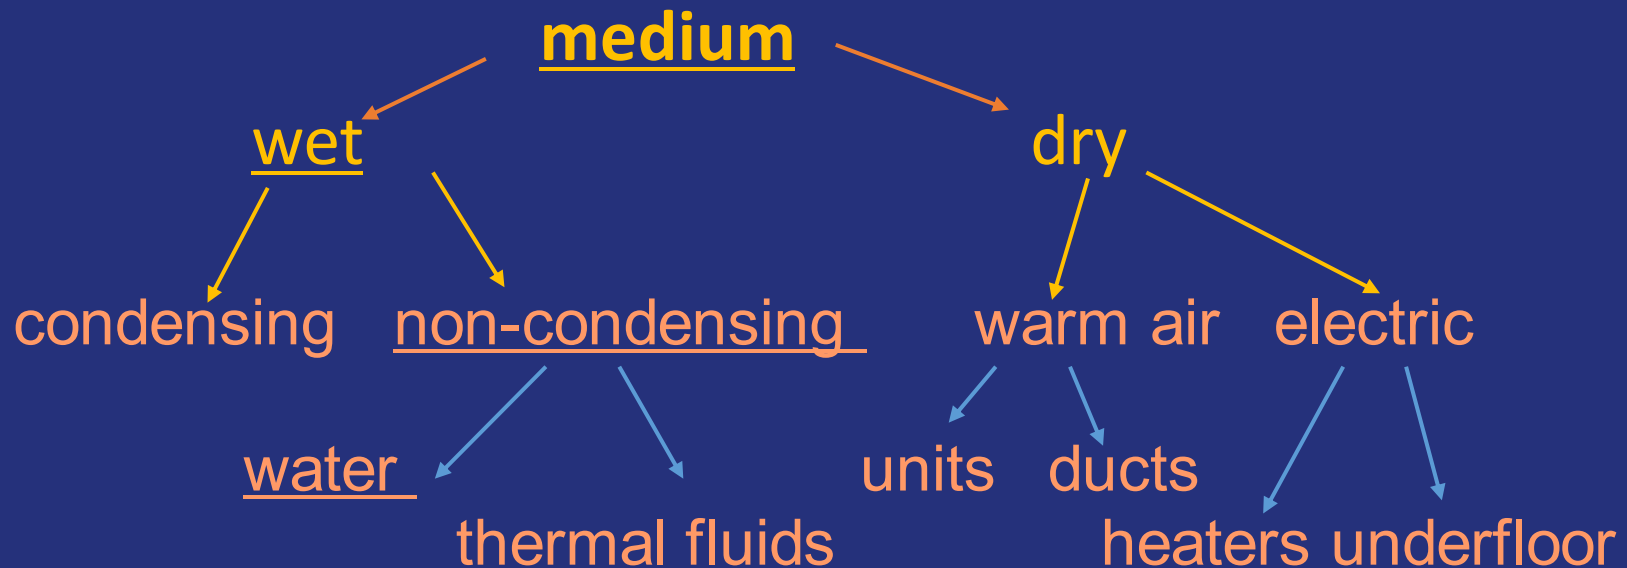 medium
wet dry
condensing non-condensing warm air electric
water units ducts
thermal fluids heaters underfloor